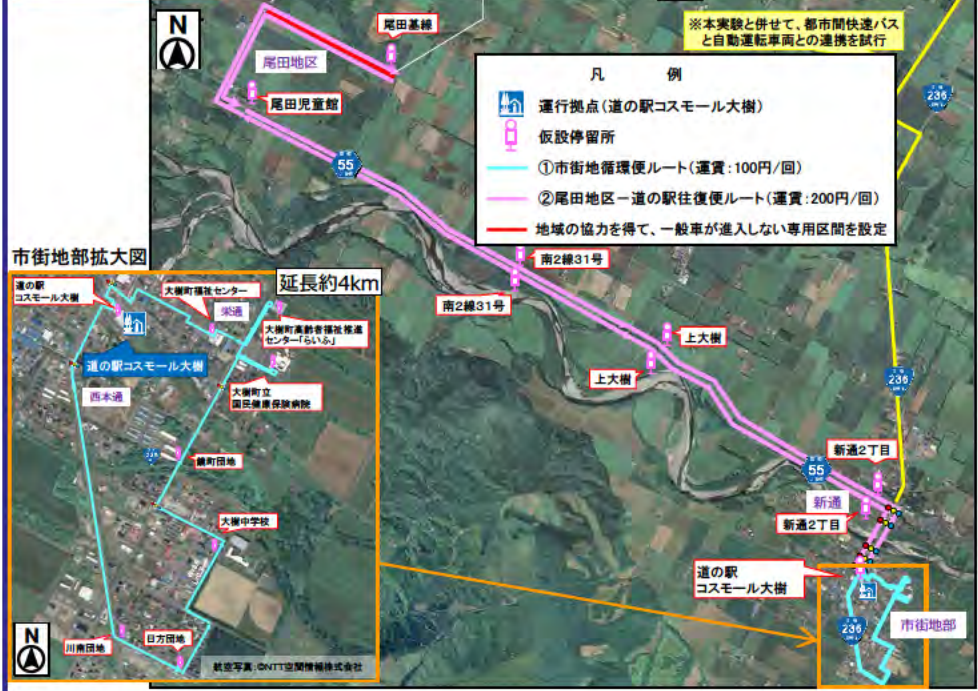 N
尾田基線
尾田地区
尾田児童館
55
※本実験と併せて、都市間快速バス
と自動運転車両との連携を試行
236
凡 例
運行拠点(道の駅コスモール大樹)
仮設停留所
①市街地循環便ルート(運賃:100円/回)
②尾田地区-道の駅往復便ルート(運賃:200円/回)
地域の協力を得て、一般車が進入しない専用区間を設定
南2線31号
南2線31号
上大樹
上大樹
236
新通2丁目
55
新通
新通2丁目
道の駅
コスモール大樹
236
市街地部
市街地部拡大図
延長約4km
道の駅
コスモール大樹
大樹町福祉センター
栄通
大樹町高齢者福祉推進
センター「らいふ」
道の駅コスモール大樹
西本通
大樹町立
国民健康保険病院
236
鏡町団地
大樹中学校
川南団地
日方団地
N
航空写真:©NTT空間情報株式会社